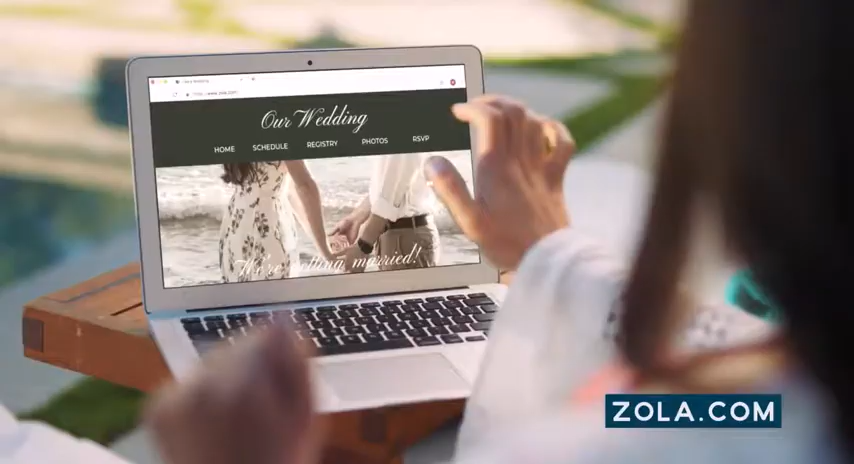 Our Wedding
HOME SCHEDULE REGISTRY PHOTOS RSVP
We're getting married!
ZOLA.COM